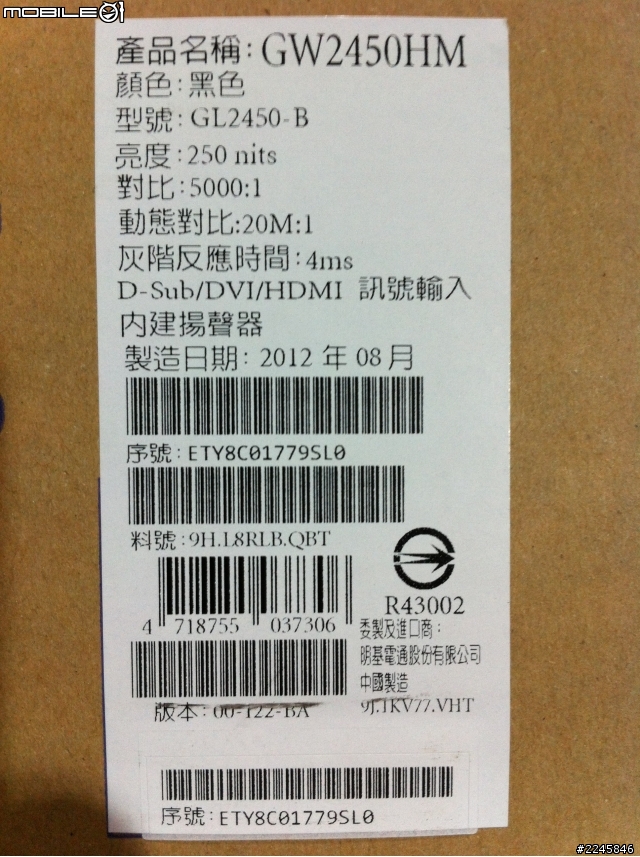 MOBILE01
產品名稱: GW2450HM
顏色:黑色
型號: GL2450-B
亮度:250 nits
對比:5000:1
動態對比:20M:1
灰階反應時間:4ms
D-Sub/DVI/HDMI 訊號輸入
內建揚聲器
製造日期: 2012 年 08 月
序號:ETY8C01779SL0
料號:9H.L8RLB.QBT
R43002
4 718755 037306
委製及進口商:
明基電通股份有限公司
中國製造
版本: 00-122-BA
9J.1KV77.VHT
序號:ETY8C01779SL0
#2245846